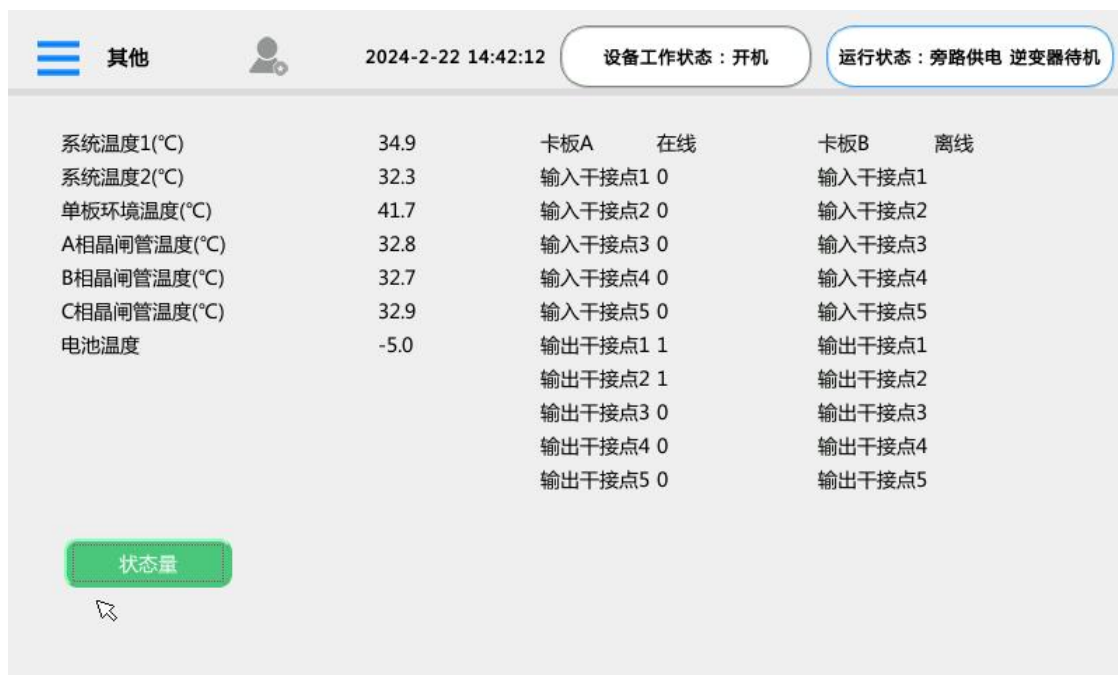 其他 2024-2-22 14:42:12 设备工作状态：开机 运行状态：旁路供电 逆变器待机
系统温度1(℃) 34.9 卡板A 在线 卡板B 离线
系统温度2(℃) 32.3 输入干接点1 0 输入干接点1
单板环境温度(℃) 41.7 输入干接点2 0 输入干接点2
A相晶闸管温度(℃) 32.8 输入干接点3 0 输入干接点3
B相晶闸管温度(℃) 32.7 输入干接点4 0 输入干接点4
C相晶闸管温度(℃) 32.9 输入干接点5 0 输入干接点5
电池温度 -5.0 输出干接点1 1 输出干接点1
输出干接点2 1 输出干接点2
输出干接点3 0 输出干接点3
输出干接点4 0 输出干接点4
输出干接点5 0 输出干接点5
状态量